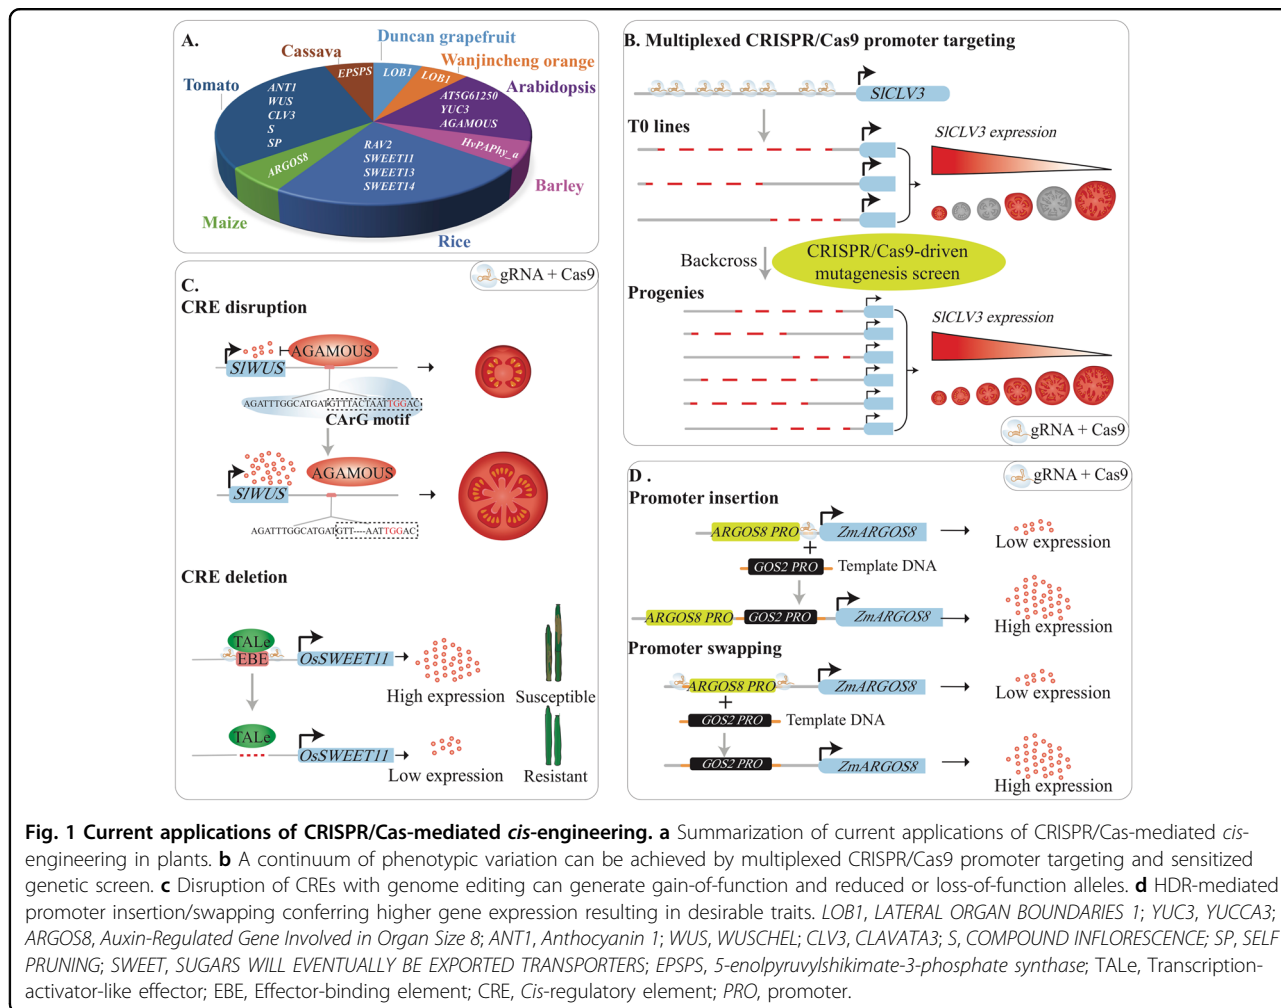 A.
Cassava
Duncan grapefruit
Wanjincheng orange
Tomato
Arabidopsis
EPSPS
LOB1
LOB1
ANT1
WUS
CLV3
S
SP
AT5G61250
YUC3
AGAMOUS
HvPAPhy_a
ARGOS8
RAV2
SWEET11
SWEET13
SWEET14
Barley
Maize
Rice
B. Multiplexed CRISPR/Cas9 promoter targeting
SlCLV3
T0 lines
SlCLV3 expression
Backcross
CRISPR/Cas9-driven
mutagenesis screen
Progenies
SlCLV3 expression
gRNA + Cas9
gRNA + Cas9
C.
CRE disruption
AGAMOUS
SlWUS
AGATTTGGCATGATGTTTACTAATTGGAC
CArG motif
AGAMOUS
SlWUS
AGATTTGGCATGATGTT----AATTGGAC
CRE deletion
TALe
EBE
OsSWEET11
High expression
Susceptible
TALe
OsSWEET11
Low expression
Resistant
D .
gRNA + Cas9
Promoter insertion
ARGOS8 PRO
ZmARGOS8
Low expression
+
GOS2 PRO
Template DNA
ARGOS8 PRO
GOS2 PRO
ZmARGOS8
High expression
Promoter swapping
ARGOS8 PRO
ZmARGOS8
Low expression
+
GOS2 PRO
Template DNA
GOS2 PRO
ZmARGOS8
High expression
Fig. 1 Current applications of CRISPR/Cas-mediated cis-engineering. a Summarization of current applications of CRISPR/Cas-mediated cis-
engineering in plants. b A continuum of phenotypic variation can be achieved by multiplexed CRISPR/Cas9 promoter targeting and sensitized
genetic screen. c Disruption of CREs with genome editing can generate gain-of-function and reduced or loss-of-function alleles. d HDR-mediated
promoter insertion/swapping conferring higher gene expression resulting in desirable traits. LOB1, LATERAL ORGAN BOUNDARIES 1; YUC3, YUCCA3;
ARGOS8, Auxin-Regulated Gene Involved in Organ Size 8; ANT1, Anthocyanin 1; WUS, WUSCHEL; CLV3, CLAVATA3; S, COMPOUND INFLORESCENCE; SP, SELF
PRUNING; SWEET, SUGARS WILL EVENTUALLY BE EXPORTED TRANSPORTERS; EPSPS, 5-enolpyruvylshikimate-3-phosphate synthase; TALe, Transcription-
activator-like effector; EBE, Effector-binding element; CRE, Cis-regulatory element; PRO, promoter.